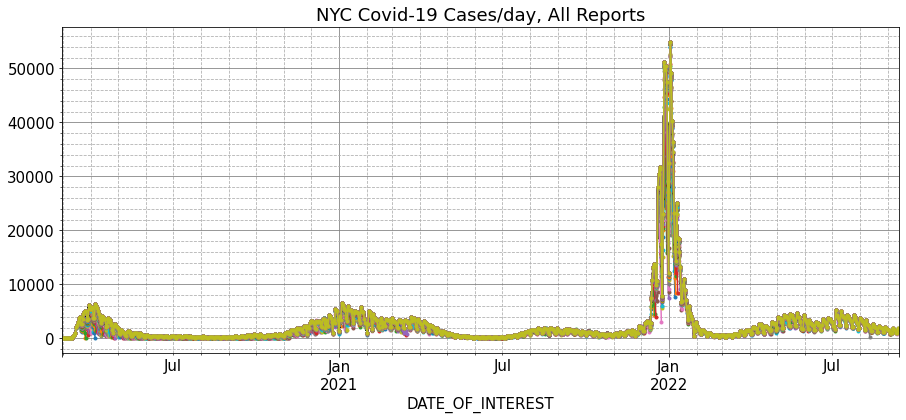 NYC Covid-19 Cases/day, All Reports
50000
40000
30000
20000
10000
0
Jul Jan Jul Jan Jul
2021 2022
DATE_OF_INTEREST